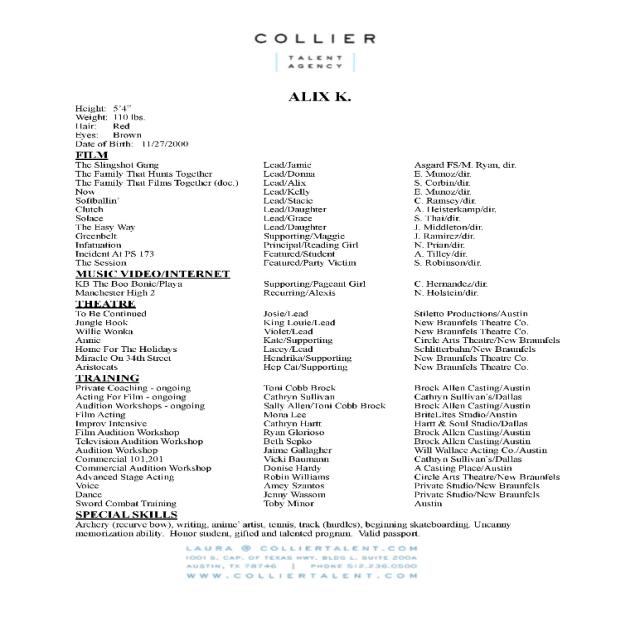 COLLIER
TALENT
AGENCY
ALIX K.
Height: 5'4"
Weight: 110 lbs.
Hair: Red
Eyes: Brown
Date of Birth: 11/27/2000
FILM
The Slingshot Gang Lead/Jamie Asgard FS/M. Ryan, dir.
The Family That Hunts Together Lead/Donna E. Munoz/dir.
The Family That Films Together (doc.) Lead/Alix S. Corbin/dir.
Now Lead/Kelly E. Munoz/dir.
Softballin' Lead/Stacie C. Ramsey/dir.
Clutch Lead/Daughter A. Heisterkamp/dir.
Solace Lead/Grace S. Thai/dir.
The Easy Way Lead/Daughter J. Middleton/dir.
Greenbelt Supporting/Maggie J. Ramirez/dir.
Infatuation Principal/Reading Girl N. Prian/dir.
Incident At PS 173 Featured/Student A. Tilley/dir.
The Session Featured/Party Victim S. Robinson/dir.
MUSIC VIDEO/INTERNET
KB The Boo Bonic/Playa Supporting/Pageant Girl C. Hernandez/dir.
Manchester High 2 Recurring/Alexis N. Holstein/dir.
THEATRE
To Be Continued Josie/Lead Stiletto Productions/Austin
Jungle Book King Louie/Lead New Braunfels Theatre Co.
Willie Wonka Violet/Lead New Braunfels Theatre Co.
Annie Kate/Supporting Circle Arts Theatre/New Braunfels
Home For The Holidays Lacey/Lead Schlitterbahn/New Braunfels
Miracle On 34th Street Hendrika/Supporting New Braunfels Theatre Co.
Aristocats Hep Cat/Supporting New Braunfels Theatre Co.
TRAINING
Private Coaching - ongoing Toni Cobb Brock Brock Allen Casting/Austin
Acting For Film - ongoing Cathryn Sullivan Cathryn Sullivan's/Dallas
Audition Workshops - ongoing Sally Allen/Toni Cobb Brock Brock Allen Casting/Austin
Film Acting Mona Lee BriteLites Studio/Austin
Improv Intensive Cathryn Hartt Hartt & Soul Studio/Dallas
Film Audition Workshop Ryan Glorioso Brock Allen Casting/Austin
Television Audition Workshop Beth Sepko Brock Allen Casting/Austin
Audition Workshop Jaime Gallagher Will Wallace Acting Co./Austin
Commercial 101,201 Vicki Baumann Cathryn Sullivan's/Dallas
Commercial Audition Workshop Donise Hardy A Casting Place/Austin
Advanced Stage Acting Robin Williams Circle Arts Theatre/New Braunfels
Voice Amey Szantos Private Studio/New Braunfels
Dance Jenny Wassom Private Studio/New Braunfels
Sword Combat Training Toby Minor Austin
SPECIAL SKILLS
Archery (recurve bow), writing, anime' artist, tennis, track (hurdles), beginning skateboarding. Uncanny
memorization ability. Honor student, gifted and talented program. Valid passport.
LAURA @ COLLIERTALENT.COM
1001 S. CAP. OF TEXAS HWY. BLDG L, SUITE 200A
AUSTIN, TX 78746 | PHONE 512.236.0500
WWW.COLLIERTALENT.COM